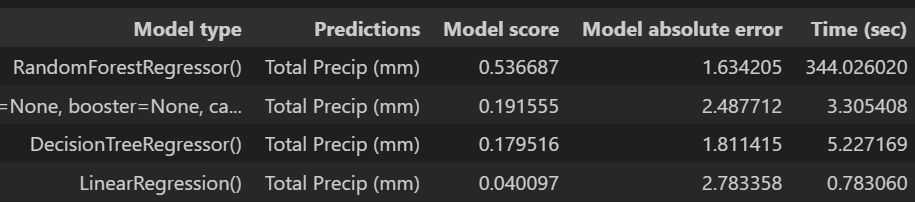 Model type Predictions Model score Model absolute error Time (sec)
RandomForestRegressor() Total Precip (mm) 0.536687 1.634205 344.026020
=None, booster=None, ca... Total Precip (mm) 0.191555 2.487712 3.305408
DecisionTreeRegressor() Total Precip (mm) 0.179516 1.811415 5.227169
LinearRegression() Total Precip (mm) 0.040097 2.783358 0.783060